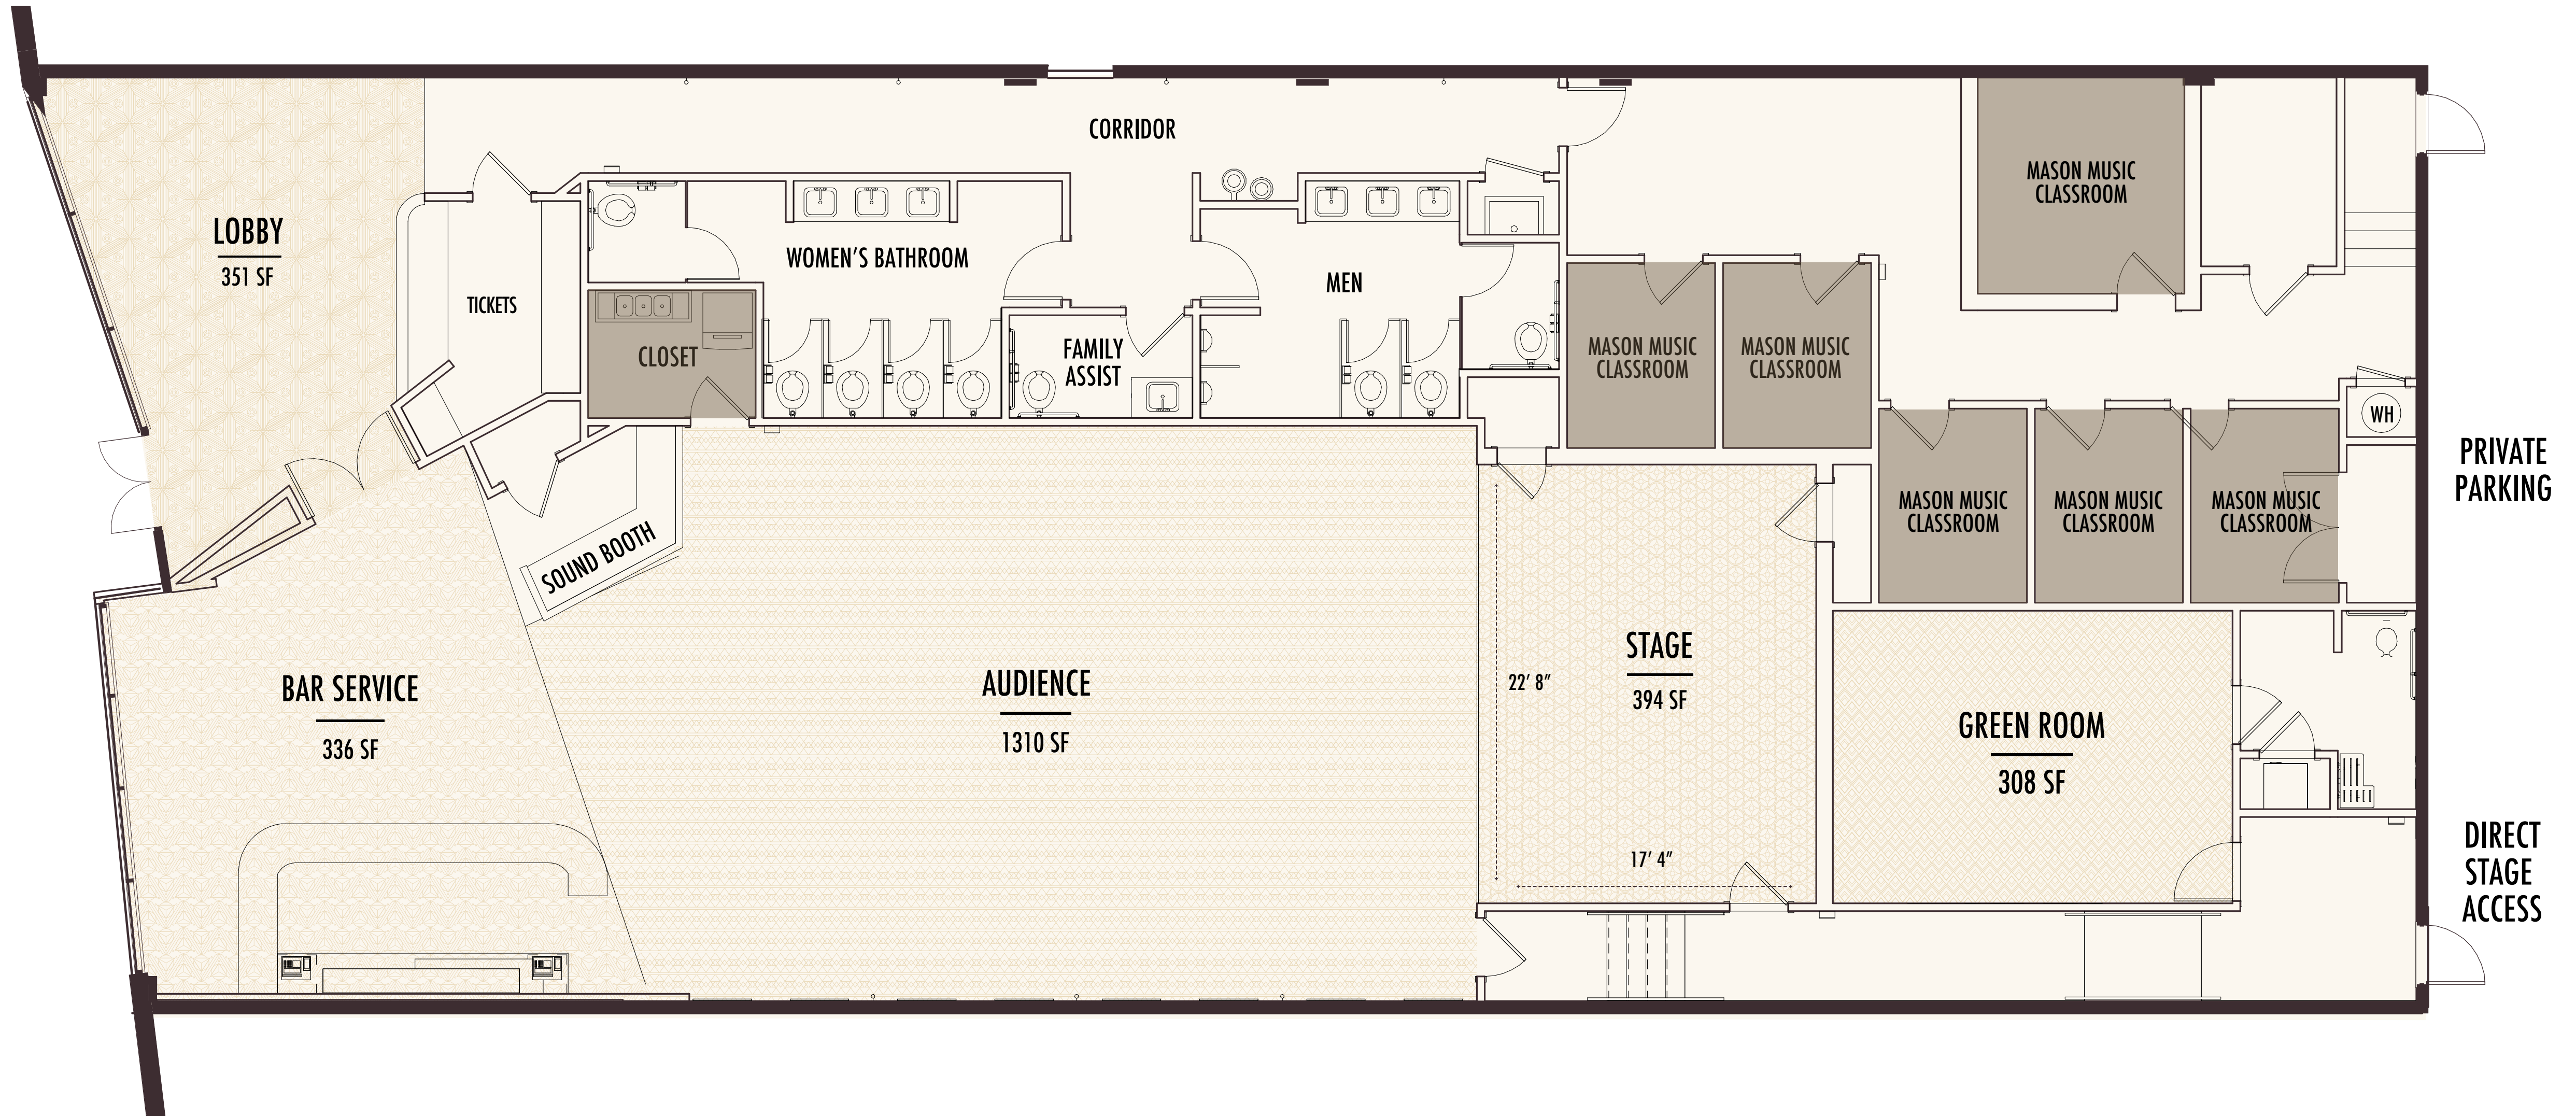 CORRIDOR
MASON MUSIC
CLASSROOM
LOBBY
351 SF
WOMEN'S BATHROOM
MEN
TICKETS
CLOSET
FAMILY
ASSIST
MASON MUSIC
CLASSROOM
MASON MUSIC
CLASSROOM
WH
PRIVATE
PARKING
MASON MUSIC
CLASSROOM
MASON MUSIC
CLASSROOM
MASON MUSIC
CLASSROOM
SOUND BOOTH
BAR SERVICE
336 SF
AUDIENCE
1310 SF
STAGE
394 SF
22' 8"
17' 4"
GREEN ROOM
308 SF
DIRECT
STAGE
ACCESS